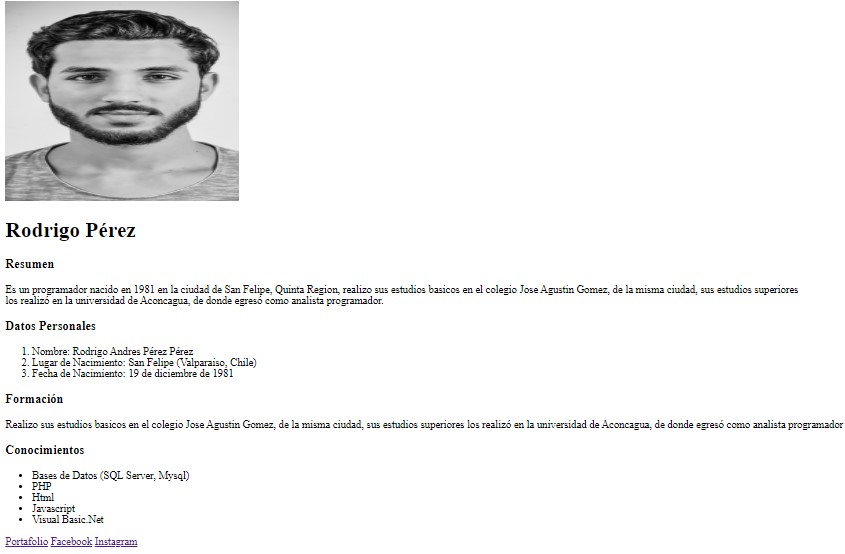 Rodrigo Pérez
Resumen
Es un programador nacido en 1981 en la ciudad de San Felipe, Quinta Region, realizo sus estudios basicos en el colegio Jose Agustin Gomez, de la misma ciudad, sus estudios superiores
los realizó en la universidad de Aconcagua, de donde egresó como analista programador.
Datos Personales
1. Nombre: Rodrigo Andres Pérez Pérez
2. Lugar de Nacimiento: San Felipe (Valparaiso, Chile)
3. Fecha de Nacimiento: 19 de diciembre de 1981
Formación
Realizo sus estudios basicos en el colegio Jose Agustin Gomez, de la misma ciudad, sus estudios superiores los realizó en la universidad de Aconcagua, de donde egresó como analista programador
Conocimientos
• Bases de Datos (SQL Server, Mysql)
• PHP
• Html
• Javascript
• Visual Basic.Net
Portafolio Facebook Instagram